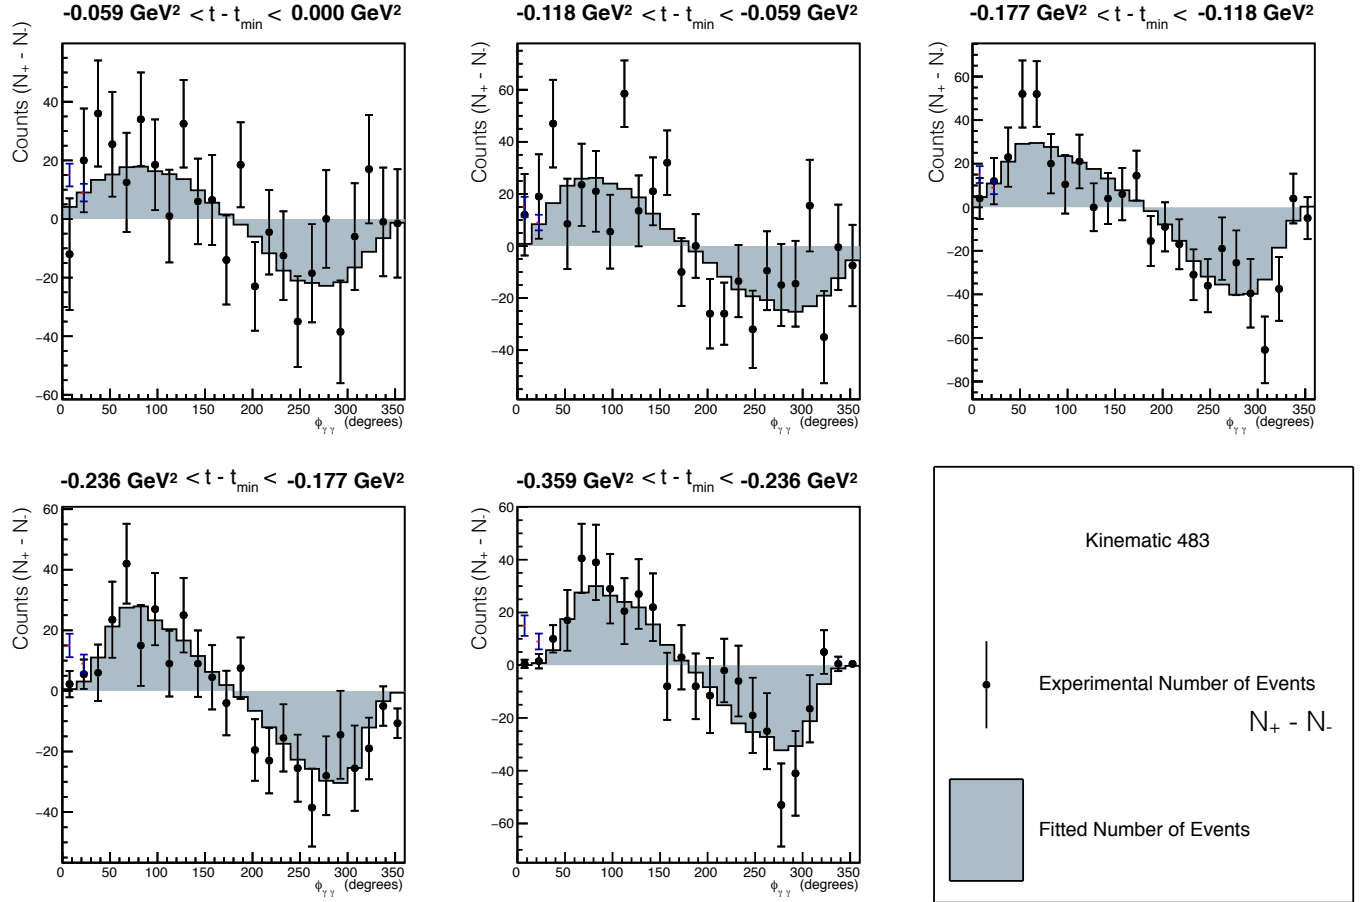 -0.059 GeV² < t - t_min < 0.000 GeV²
Counts (N₊ - N₋)
40
20
0
−20
−40
−60
0 50 100 150 200 250 300 350
ϕ_γγ (degrees)
-0.118 GeV² < t - t_min < -0.059 GeV²
Counts (N₊ - N₋)
60
40
20
0
−20
−40
0 50 100 150 200 250 300 350
ϕ_γγ (degrees)
-0.177 GeV² < t - t_min < -0.118 GeV²
Counts (N₊ - N₋)
60
40
20
0
−20
−40
−60
−80
0 50 100 150 200 250 300 350
ϕ_γγ (degrees)
-0.236 GeV² < t - t_min < -0.177 GeV²
Counts (N₊ - N₋)
60
40
20
0
−20
−40
0 50 100 150 200 250 300 350
ϕ_γγ (degrees)
-0.359 GeV² < t - t_min < -0.236 GeV²
Counts (N₊ - N₋)
60
40
20
0
−20
−40
−60
0 50 100 150 200 250 300 350
ϕ_γγ (degrees)
Kinematic 483
Experimental Number of Events
N₊ - N₋
Fitted Number of Events